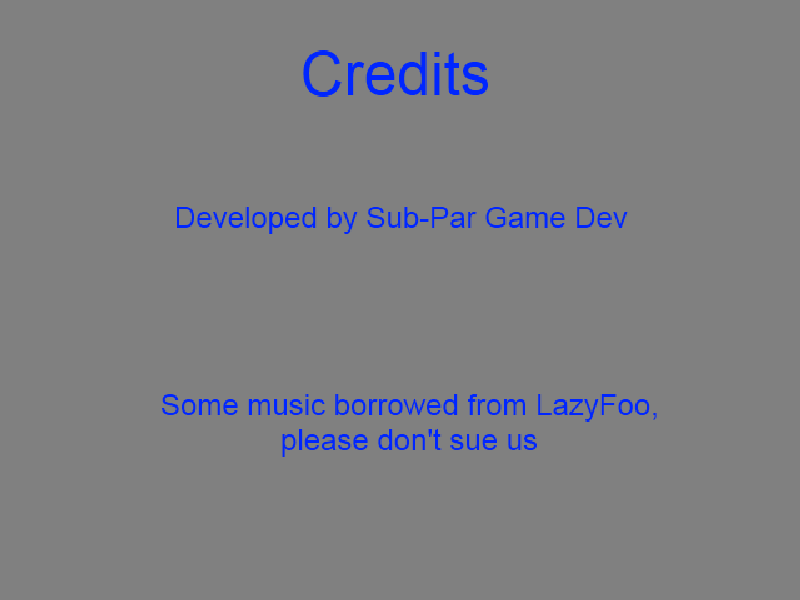 Credits
Developed by Sub-Par Game Dev
Some music borrowed from LazyFoo,
please don't sue us